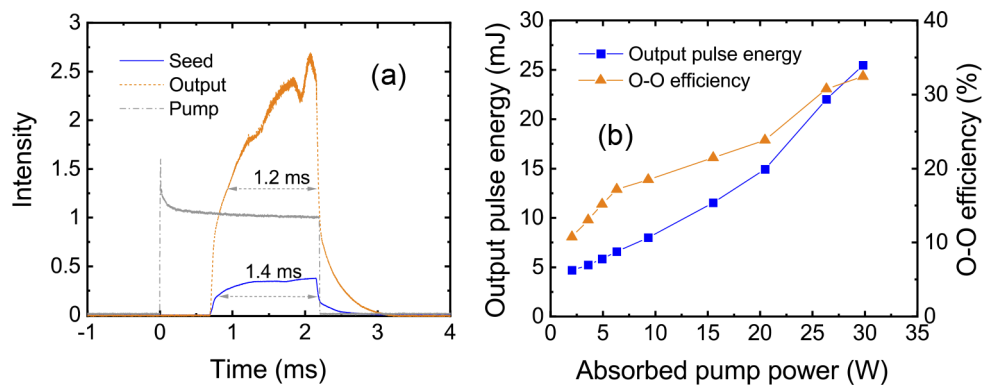 3
2.5
2
1.5
1
0.5
0
-1
0
1
2
3
4
Intensity
Time (ms)
Seed
Output
Pump
(a)
1.2 ms
1.4 ms
30
25
20
15
10
5
0
0
5
10
15
20
25
30
35
40
30
20
10
0
Output pulse energy (mJ)
Absorbed pump power (W)
O-O efficiency (%)
Output pulse energy
O-O efficiency
(b)